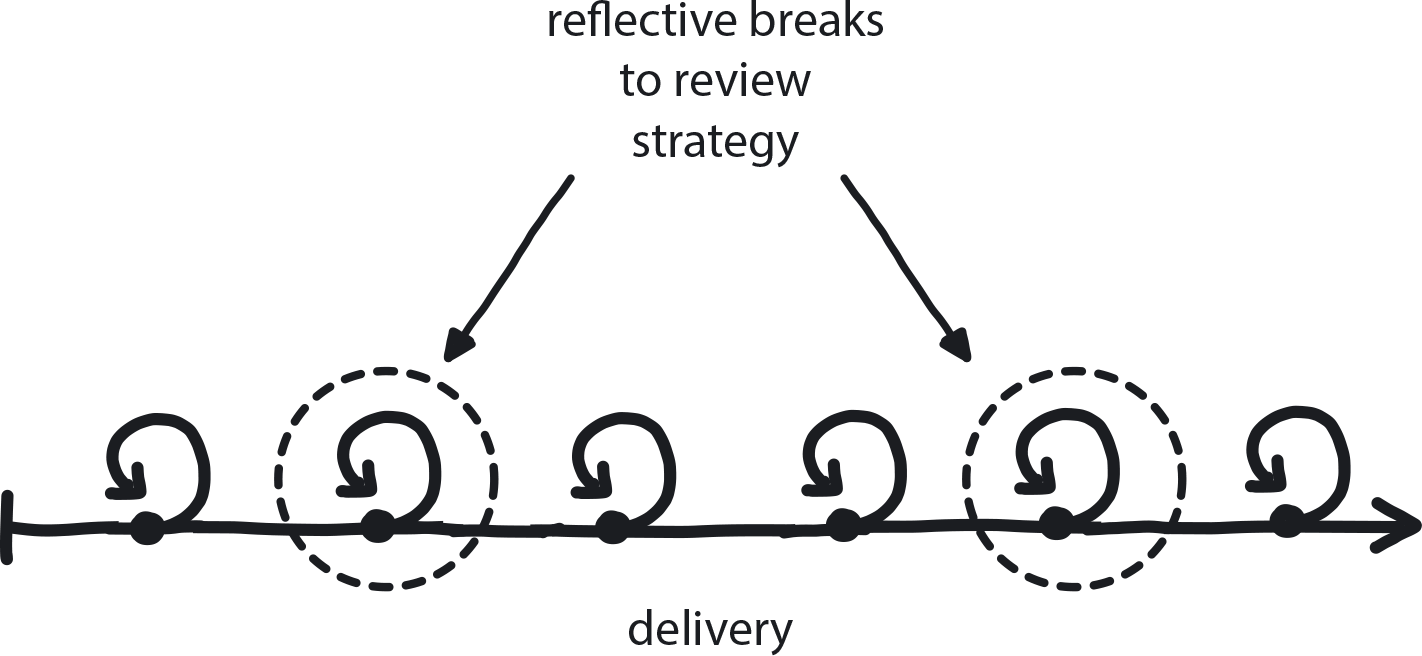 reflective breaks
to review
strategy
delivery